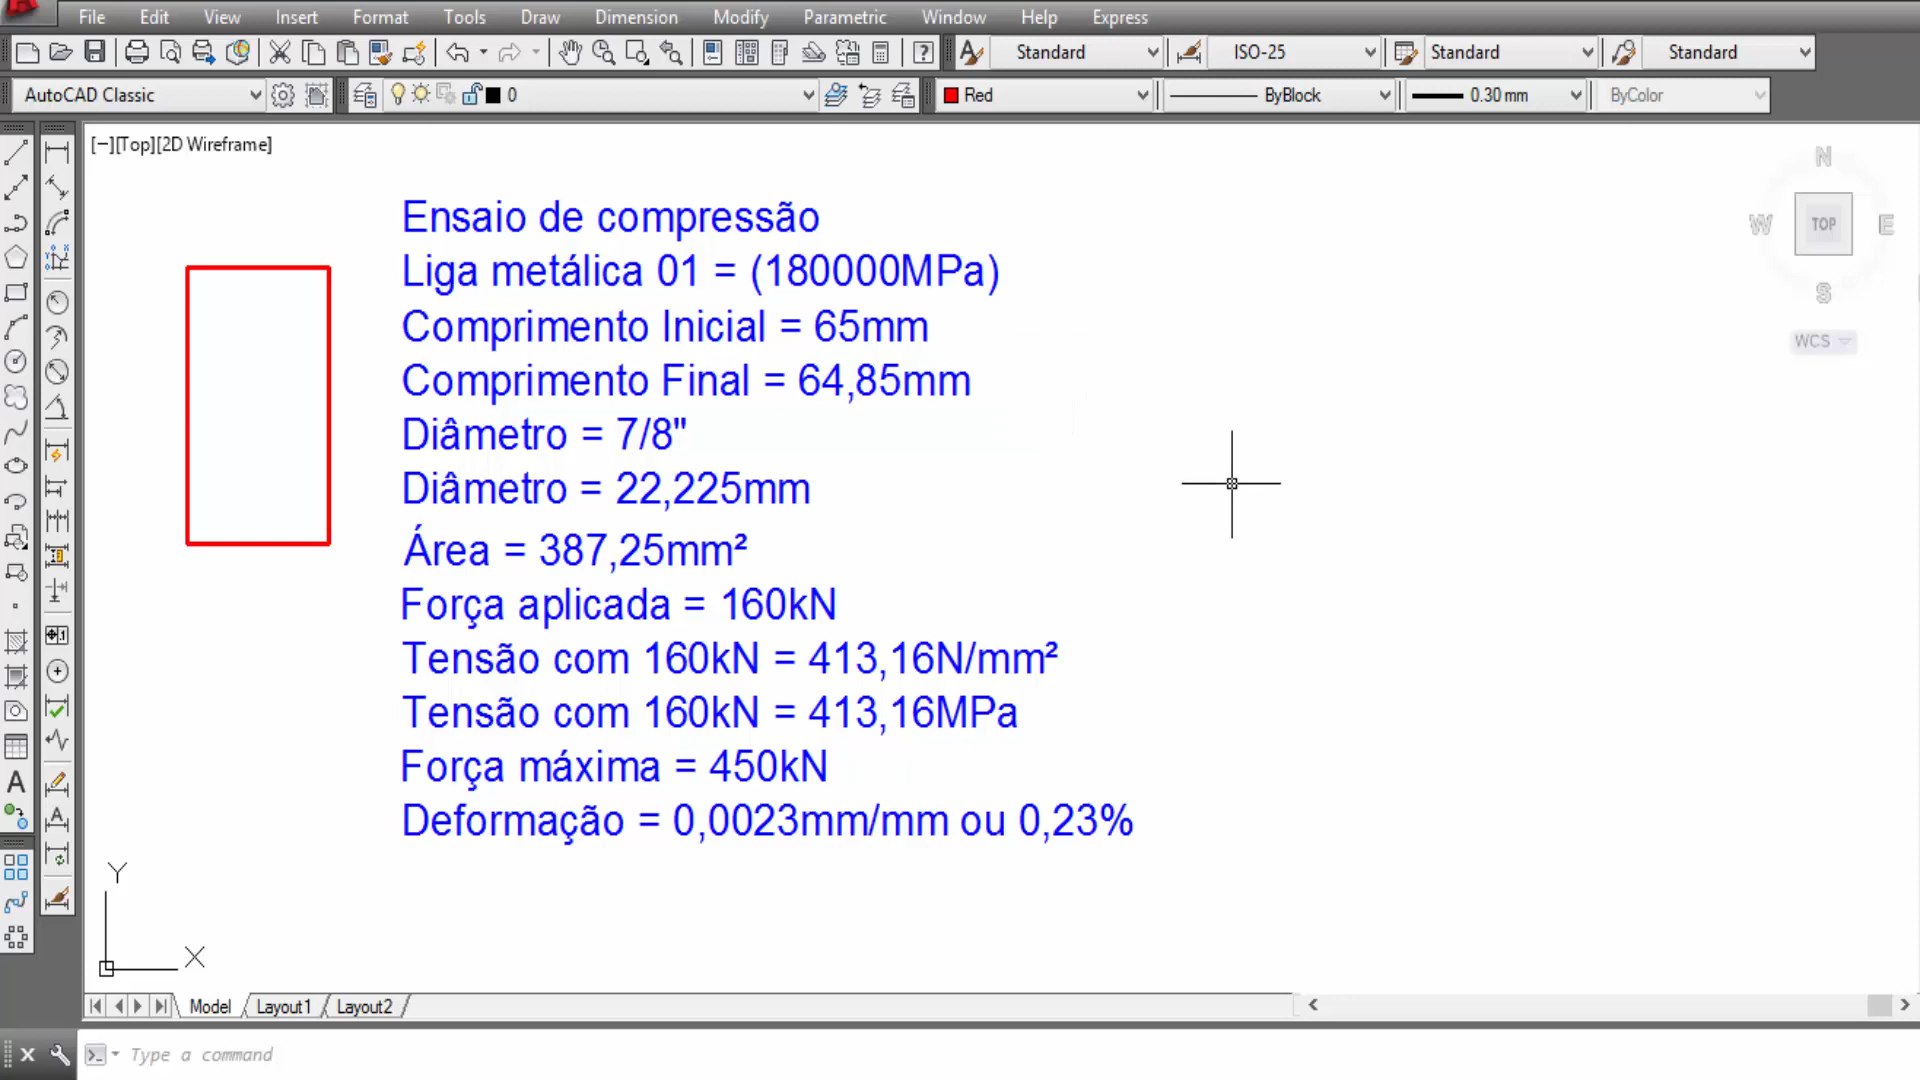 File Edit View Insert Format Tools Draw Dimension Modify Parametric Window Help Express
Standard ISO-25 Standard Standard
AutoCAD Classic 0 Red ByBlock 0.30 mm ByColor
[−][Top][2D Wireframe]
N
W TOP E
S
WCS
Ensaio de compressão
Liga metálica 01 = (180000MPa)
Comprimento Inicial = 65mm
Comprimento Final = 64,85mm
Diâmetro = 7/8"
Diâmetro = 22,225mm
Área = 387,25mm²
Força aplicada = 160kN
Tensão com 160kN = 413,16N/mm²
Tensão com 160kN = 413,16MPa
Força máxima = 450kN
Deformação = 0,0023mm/mm ou 0,23%
Y
X
Model Layout1 Layout2
Type a command